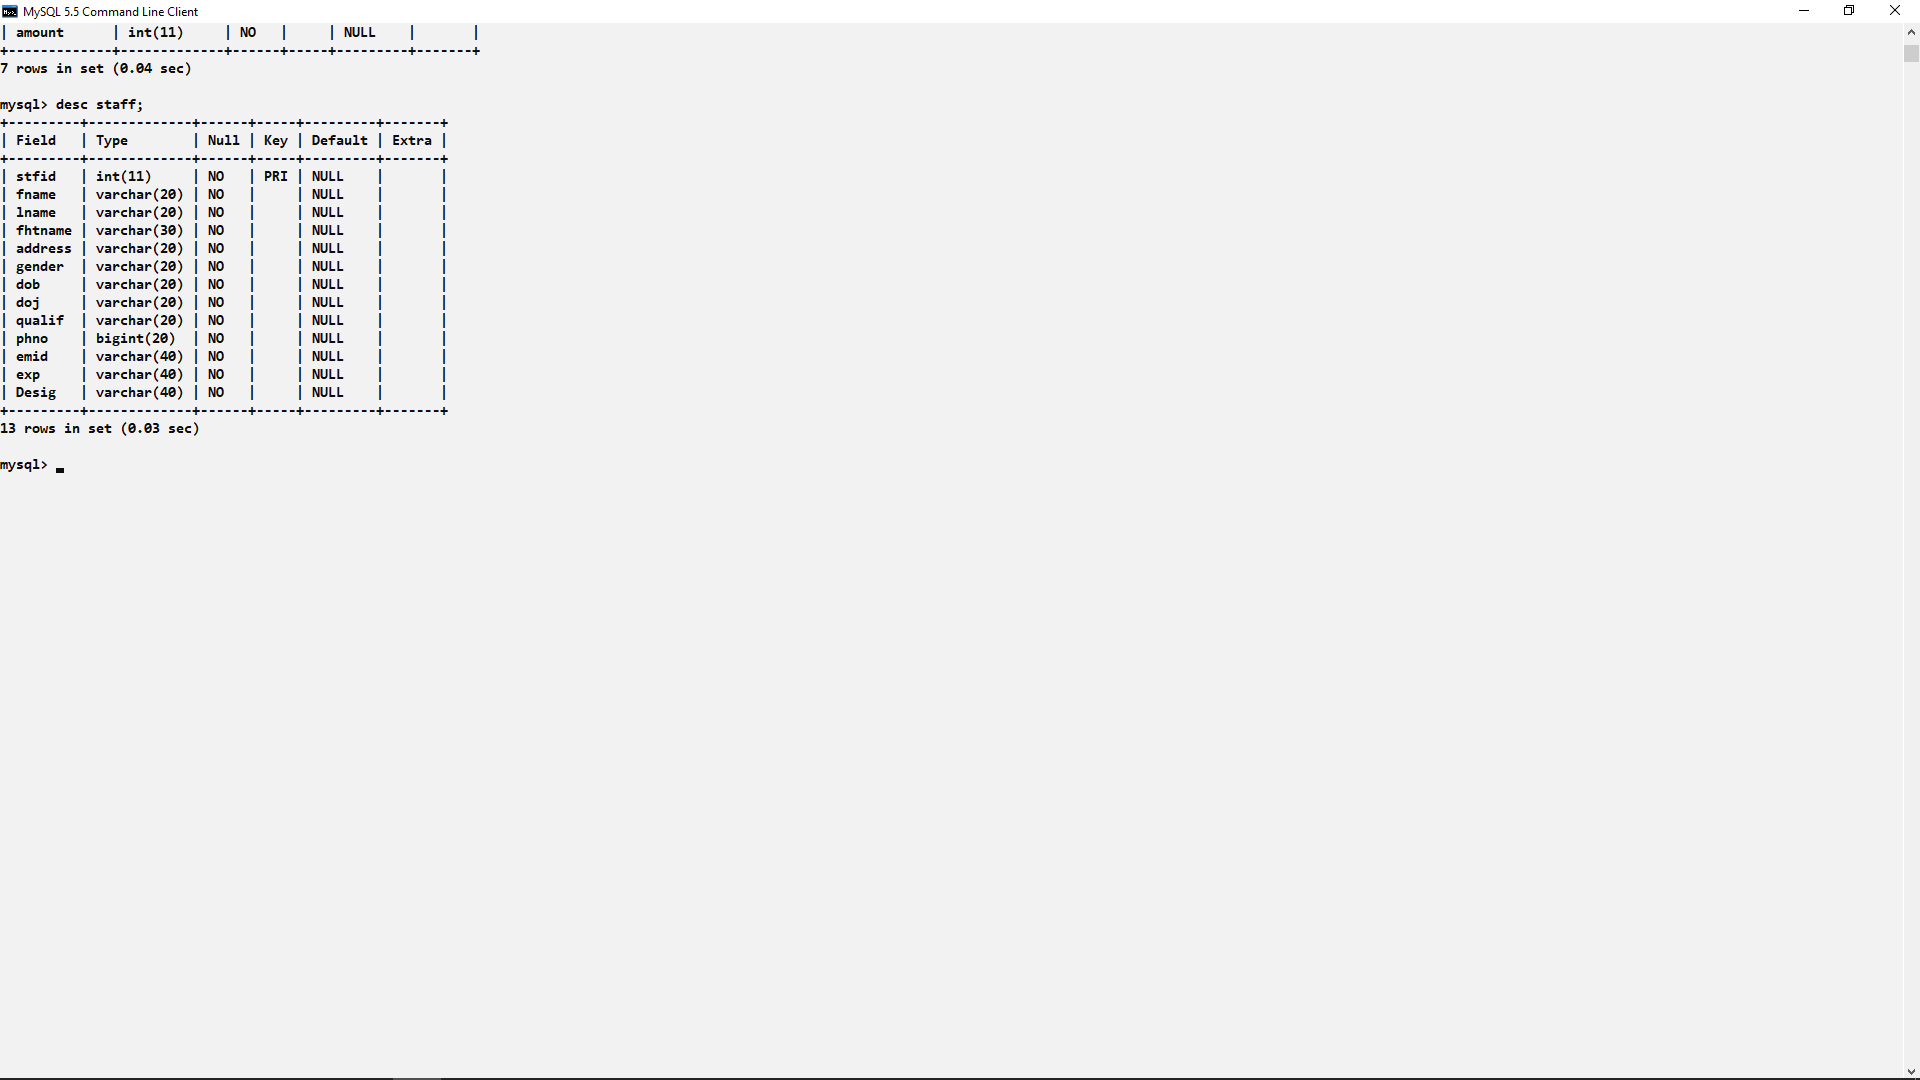 MySQL 5.5 Command Line Client
| amount      | int(11)     | NO   |     | NULL    |       |
+-------------+-------------+------+-----+---------+-------+
7 rows in set (0.04 sec)

mysql> desc staff;
+---------+-------------+------+-----+---------+-------+
| Field   | Type        | Null | Key | Default | Extra |
+---------+-------------+------+-----+---------+-------+
| stfid   | int(11)     | NO   | PRI | NULL    |       |
| fname   | varchar(20) | NO   |     | NULL    |       |
| lname   | varchar(20) | NO   |     | NULL    |       |
| fhtname | varchar(30) | NO   |     | NULL    |       |
| address | varchar(20) | NO   |     | NULL    |       |
| gender  | varchar(20) | NO   |     | NULL    |       |
| dob     | varchar(20) | NO   |     | NULL    |       |
| doj     | varchar(20) | NO   |     | NULL    |       |
| qualif  | varchar(20) | NO   |     | NULL    |       |
| phno    | bigint(20)  | NO   |     | NULL    |       |
| emid    | varchar(40) | NO   |     | NULL    |       |
| exp     | varchar(40) | NO   |     | NULL    |       |
| Desig   | varchar(40) | NO   |     | NULL    |       |
+---------+-------------+------+-----+---------+-------+
13 rows in set (0.03 sec)

mysql> _